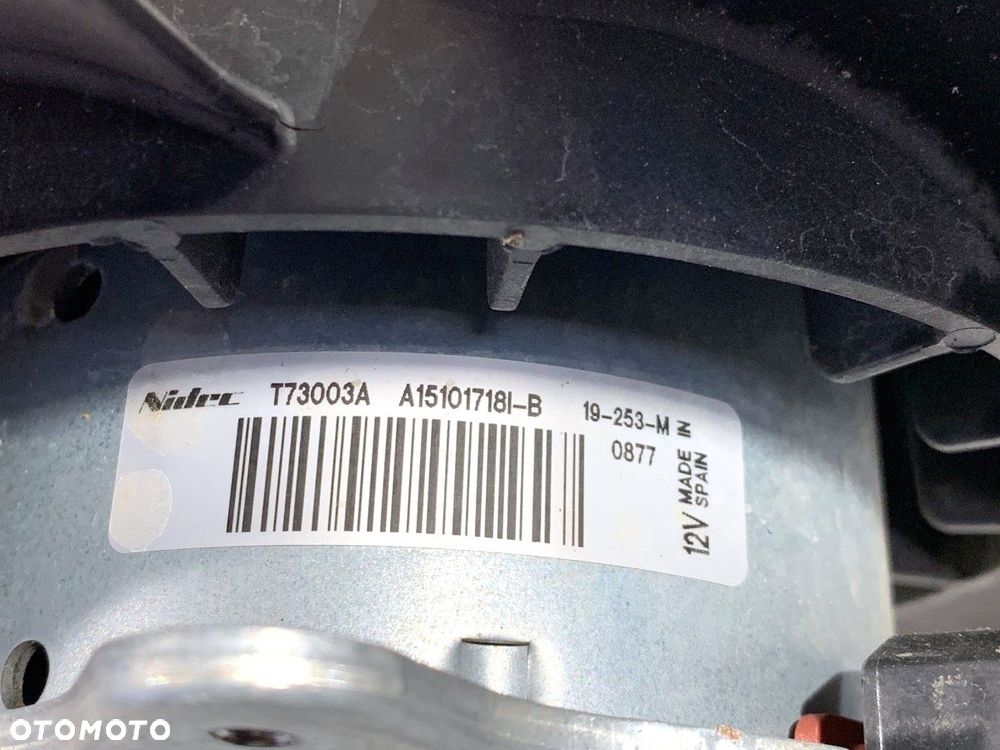 Nidec T73003A A15101718I-B 19-253-M
0877
12V MADE IN
SPAIN
OTOMOTO